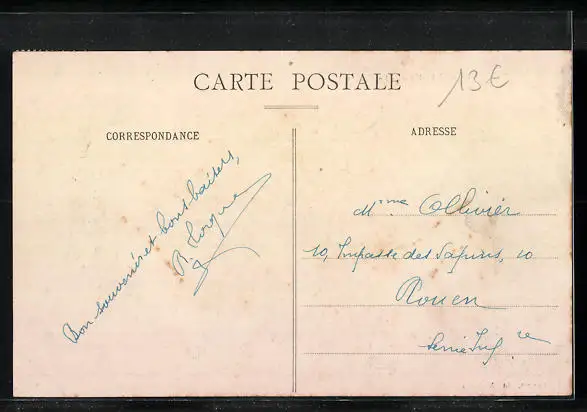 CARTE POSTALE
13€
CORRESPONDANCE
ADRESSE
Bon souvenir et bons baisers,
Mme Ollivier
10, Impasse des Sapins, 10
Rouen
Seine Infre